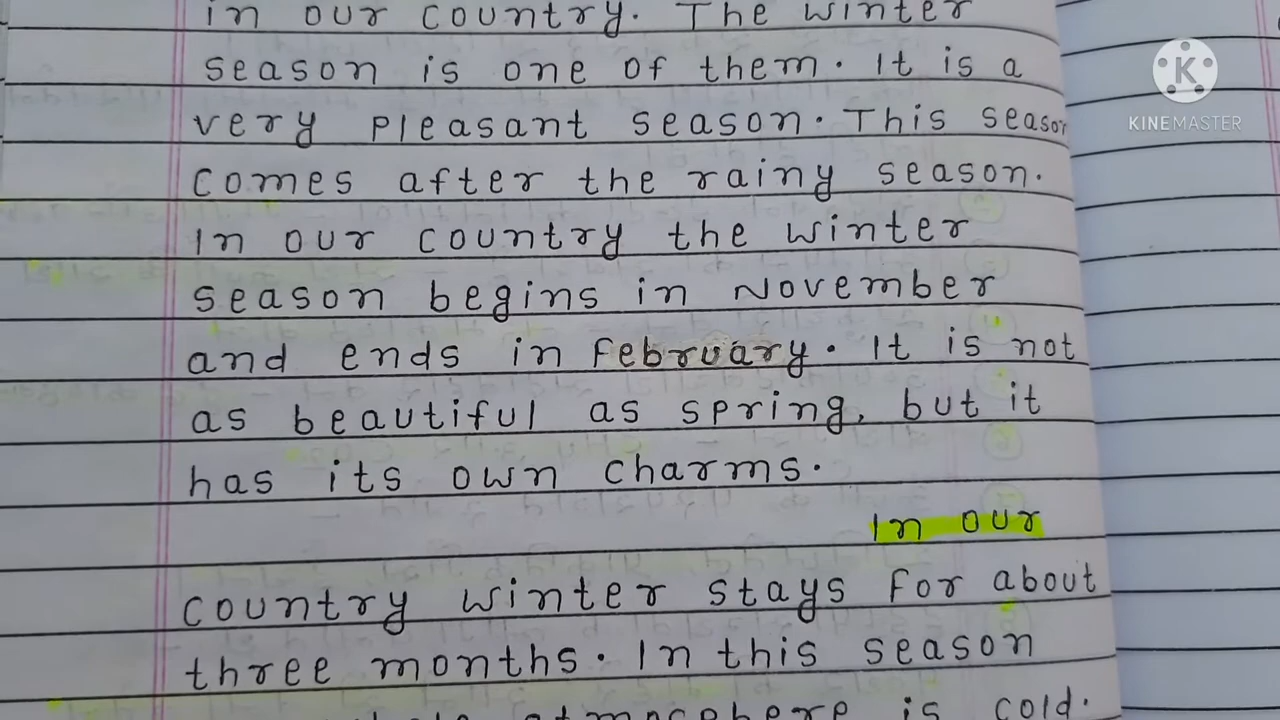 in our country. The winter
season is one of them. It is a
very pleasant season. This season
comes after the rainy season.
In our country the winter
season begins in November
and ends in February. It is not
as beautiful as spring, but it
has its own charms.
In our
country winter stays for about
three months. In this season
atmosphere is cold.
K
KINEMASTER